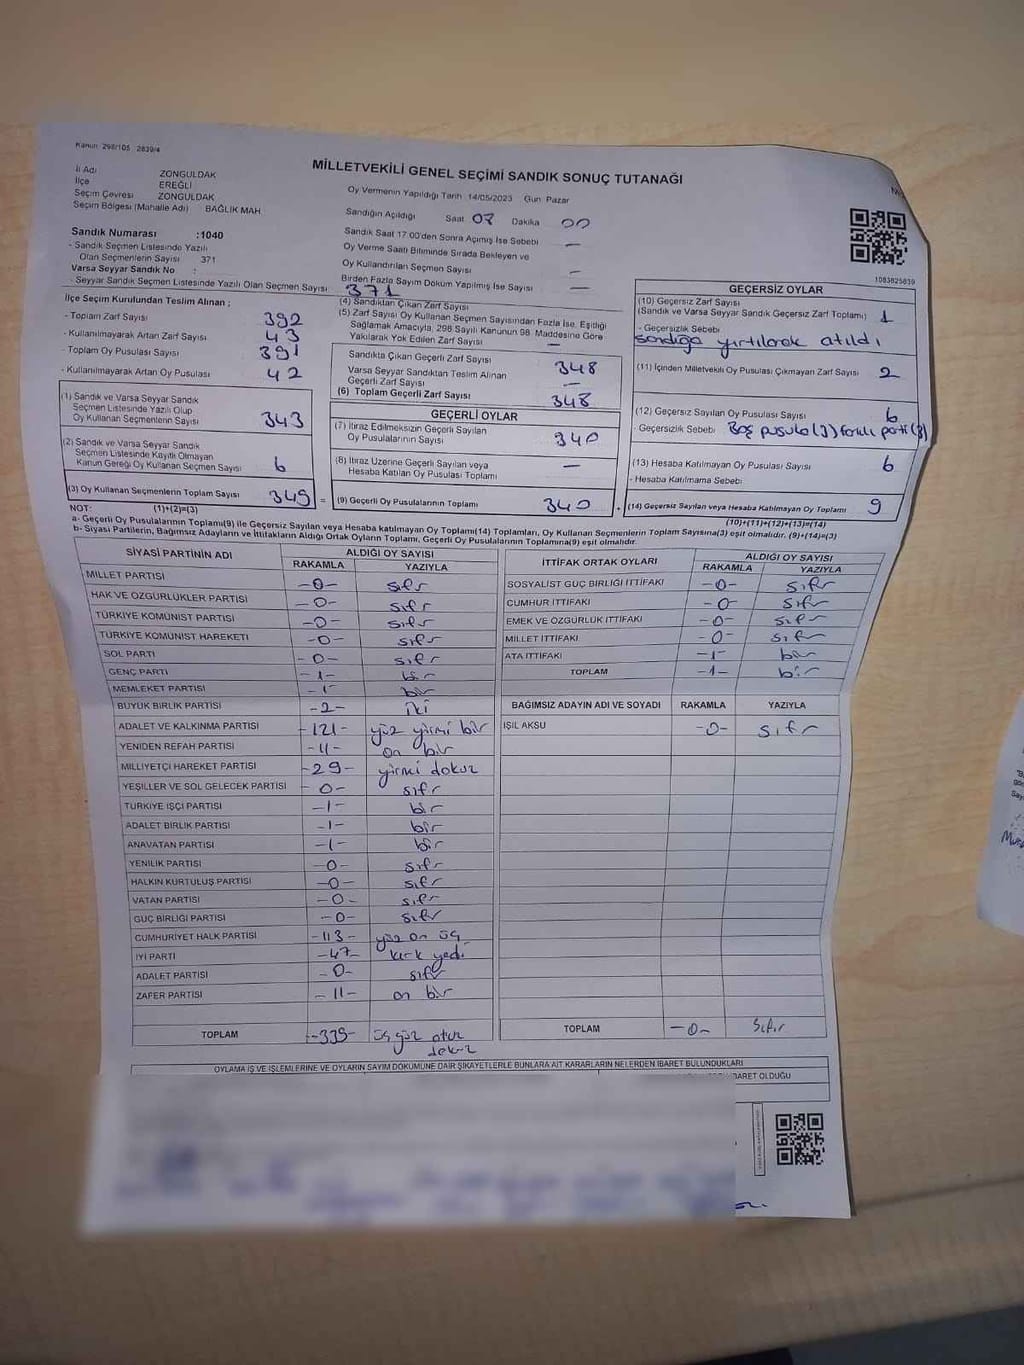 Kanun: 298/105 2839/4
MİLLETVEKİLİ GENEL SEÇİMİ SANDIK SONUÇ TUTANAĞI
İl Adı ZONGULDAK
İlçe EREĞLİ
Seçim Çevresi ZONGULDAK
Seçim Bölgesi (Mahalle Adı) BAĞLIK MAH
Oy Vermenin Yapıldığı Tarih 14/05/2023 Gün Pazar
Sandığın Açıldığı Saat 07 Dakika 00
Sandık Saat 17.00'den Sonra Açılmış İse Sebebi —
Oy Verme Saati Bitiminde Sırada Bekleyen ve
Oy Kullandırılan Seçmen Sayısı —
Birden Fazla Sayım Döküm Yapılmış İse Sayısı —
Sandık Numarası :1040
- Sandık Seçmen Listesinde Yazılı
Olan Seçmenlerin Sayısı 371
Varsa Seyyar Sandık No :
- Seyyar Sandık Seçmen Listesinde Yazılı Olan Seçmen Sayısı
1083625839
İlçe Seçim Kurulundan Teslim Alınan ;
- Toplam Zarf Sayısı 392
- Kullanılmayarak Artan Zarf Sayısı 43
- Toplam Oy Pusulası Sayısı 391
- Kullanılmayarak Artan Oy Pusulası 42
(1) Sandık ve Varsa Seyyar Sandık
Seçmen Listesinde Yazılı Olup
Oy Kullanan Seçmenlerin Sayısı 343
(2) Sandık ve Varsa Seyyar Sandık
Seçmen Listesinde Kayıtlı Olmayan
Kanun Gereği Oy Kullanan Seçmen Sayısı 6
(3) Oy Kullanan Seçmenlerin Toplam Sayısı 349 =
371
(4) Sandıktan Çıkan Zarf Sayısı
(5) Zarf Sayısı Oy Kullanan Seçmen Sayısından Fazla İse, Eşitliği
Sağlamak Amacıyla, 298 Sayılı Kanunun 98. Maddesine Göre
Yakılarak Yok Edilen Zarf Sayısı —
Sandıkta Çıkan Geçerli Zarf Sayısı 348
Varsa Seyyar Sandıktan Teslim Alınan
Geçerli Zarf Sayısı —
(6) Toplam Geçerli Zarf Sayısı 348
GEÇERLİ OYLAR
(7) İtiraz Edilmeksizin Geçerli Sayılan
Oy Pusulalarının Sayısı 340
(8) İtiraz Üzerine Geçerli Sayılan veya
Hesaba Katılan Oy Pusulaları Toplamı —
(9) Geçerli Oy Pusulalarının Toplamı 340 +
GEÇERSİZ OYLAR
(10) Geçersiz Zarf Sayısı
(Sandık ve Varsa Seyyar Sandık Geçersiz Zarf Toplamı) 1
- Geçersizlik Sebebi
sandığa yırtılarak atıldı
(11) İçinden Milletvekili Oy Pusulası Çıkmayan Zarf Sayısı 2
(12) Geçersiz Sayılan Oy Pusulası Sayısı 6
- Geçersizlik Sebebi Boş pusula(3) farklı parti(3)
(13) Hesaba Katılmayan Oy Pusulası Sayısı 6
- Hesaba Katılmama Sebebi
(14) Geçersiz Sayılan veya Hesaba Katılmayan Oy Toplamı 9
NOT: (1)+(2)=(3) (10)+(11)+(12)+(13)=(14)
a- Geçerli Oy Pusulalarının Toplamı(9) ile Geçersiz Sayılan veya Hesaba katılmayan Oy Toplamı(14) Toplamları, Oy Kullanan Seçmenlerin Toplam Sayısına(3) eşit olmalıdır. (9)+(14)=(3)
b- Siyasi Partilerin, Bağımsız Adayların ve İttifakların Aldığı Ortak Oyların Toplamı, Geçerli Oy Pusulalarının Toplamına(9) eşit olmalıdır.
SİYASİ PARTİNİN ADI ALDIĞI OY SAYISI
RAKAMLA YAZIYLA
MİLLET PARTİSİ -0- sıfır
HAK VE ÖZGÜRLÜKLER PARTİSİ -0- sıfır
TÜRKİYE KOMÜNİST PARTİSİ -0- sıfır
TÜRKİYE KOMÜNİST HAREKETİ -0- sıfır
SOL PARTİ -0- sıfır
GENÇ PARTİ -1- bir
MEMLEKET PARTİSİ -1- bir
BÜYÜK BİRLİK PARTİSİ -2- iki
ADALET VE KALKINMA PARTİSİ -121- yüz yirmi bir
YENİDEN REFAH PARTİSİ -11- on bir
MİLLİYETÇİ HAREKET PARTİSİ -29- yirmi dokuz
YEŞİLLER VE SOL GELECEK PARTİSİ -0- sıfır
TÜRKİYE İŞÇİ PARTİSİ -1- bir
ADALET BİRLİK PARTİSİ -1- bir
ANAVATAN PARTİSİ -1- bir
YENİLİK PARTİSİ -0- sıfır
HALKIN KURTULUŞ PARTİSİ -0- sıfır
VATAN PARTİSİ -0- sıfır
GÜÇ BİRLİĞİ PARTİSİ -0- sıfır
CUMHURİYET HALK PARTİSİ -113- yüz on üç
İYİ PARTİ -47- kırk yedi
ADALET PARTİSİ -0- sıfır
ZAFER PARTİSİ -11- on bir
TOPLAM -339- üç yüz otuz
dokuz
İTTİFAK ORTAK OYLARI ALDIĞI OY SAYISI
RAKAMLA YAZIYLA
SOSYALİST GÜÇ BİRLİĞİ İTTİFAKI -0- sıfır
CUMHUR İTTİFAKI -0- sıfır
EMEK VE ÖZGÜRLÜK İTTİFAKI -0- sıfır
MİLLET İTTİFAKI -0- sıfır
ATA İTTİFAKI -1- bir
TOPLAM -1- bir
BAĞIMSIZ ADAYIN ADI VE SOYADI RAKAMLA YAZIYLA
IŞIL AKSU -0- sıfır
TOPLAM -0- sıfır
OYLAMA İŞ VE İŞLEMLERİNE VE OYLARIN SAYIM DÖKÜMÜNE DAİR ŞİKAYETLERLE BUNLARA AİT KARARLARIN NELERDEN İBARET BULUNDUKLARI
İBARET OLDUĞU